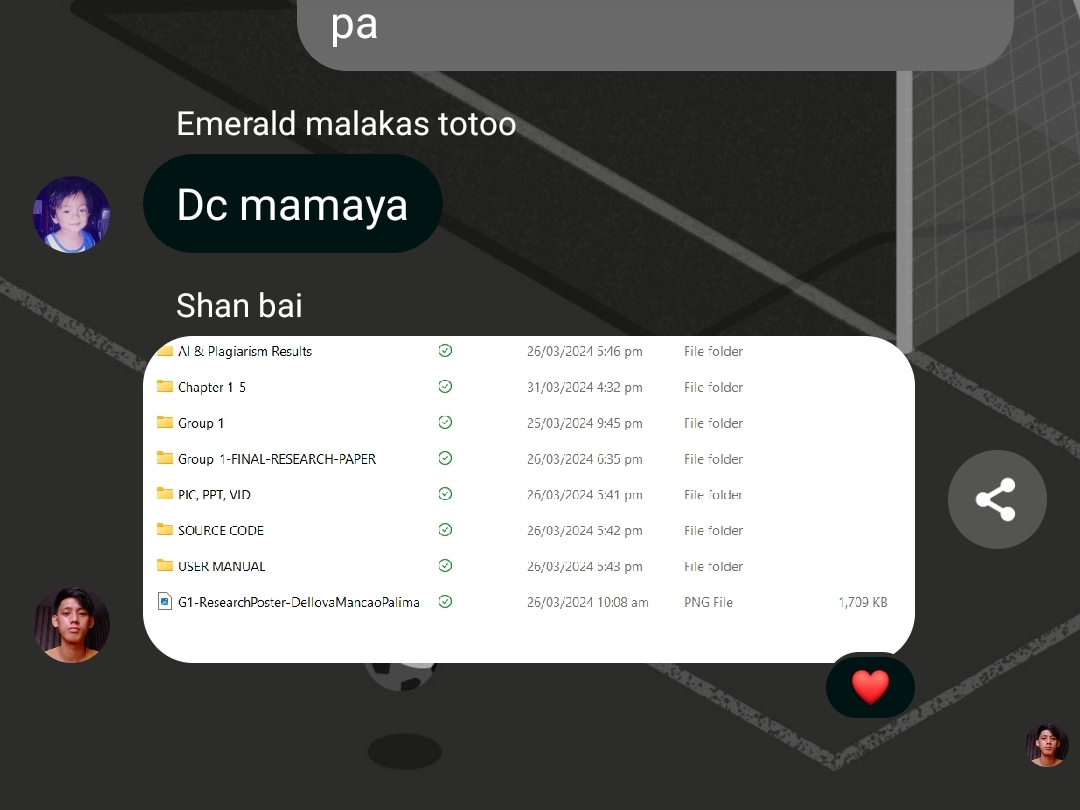 pa
Emerald malakas totoo
Dc mamaya
Shan bai
AI & Plagiarism Results 26/03/2024 5:46 pm File folder
Chapter 1-5 31/03/2024 4:32 pm File folder
Group 1 25/03/2024 9:45 pm File folder
Group 1-FINAL-RESEARCH-PAPER 26/03/2024 6:35 pm File folder
PIC, PPT, VID 26/03/2024 5:41 pm File folder
SOURCE CODE 26/03/2024 5:42 pm File folder
USER MANUAL 26/03/2024 5:43 pm File folder
G1-ResearchPoster-DellovaMancaoPalima 26/03/2024 10:08 am PNG File 1,709 KB